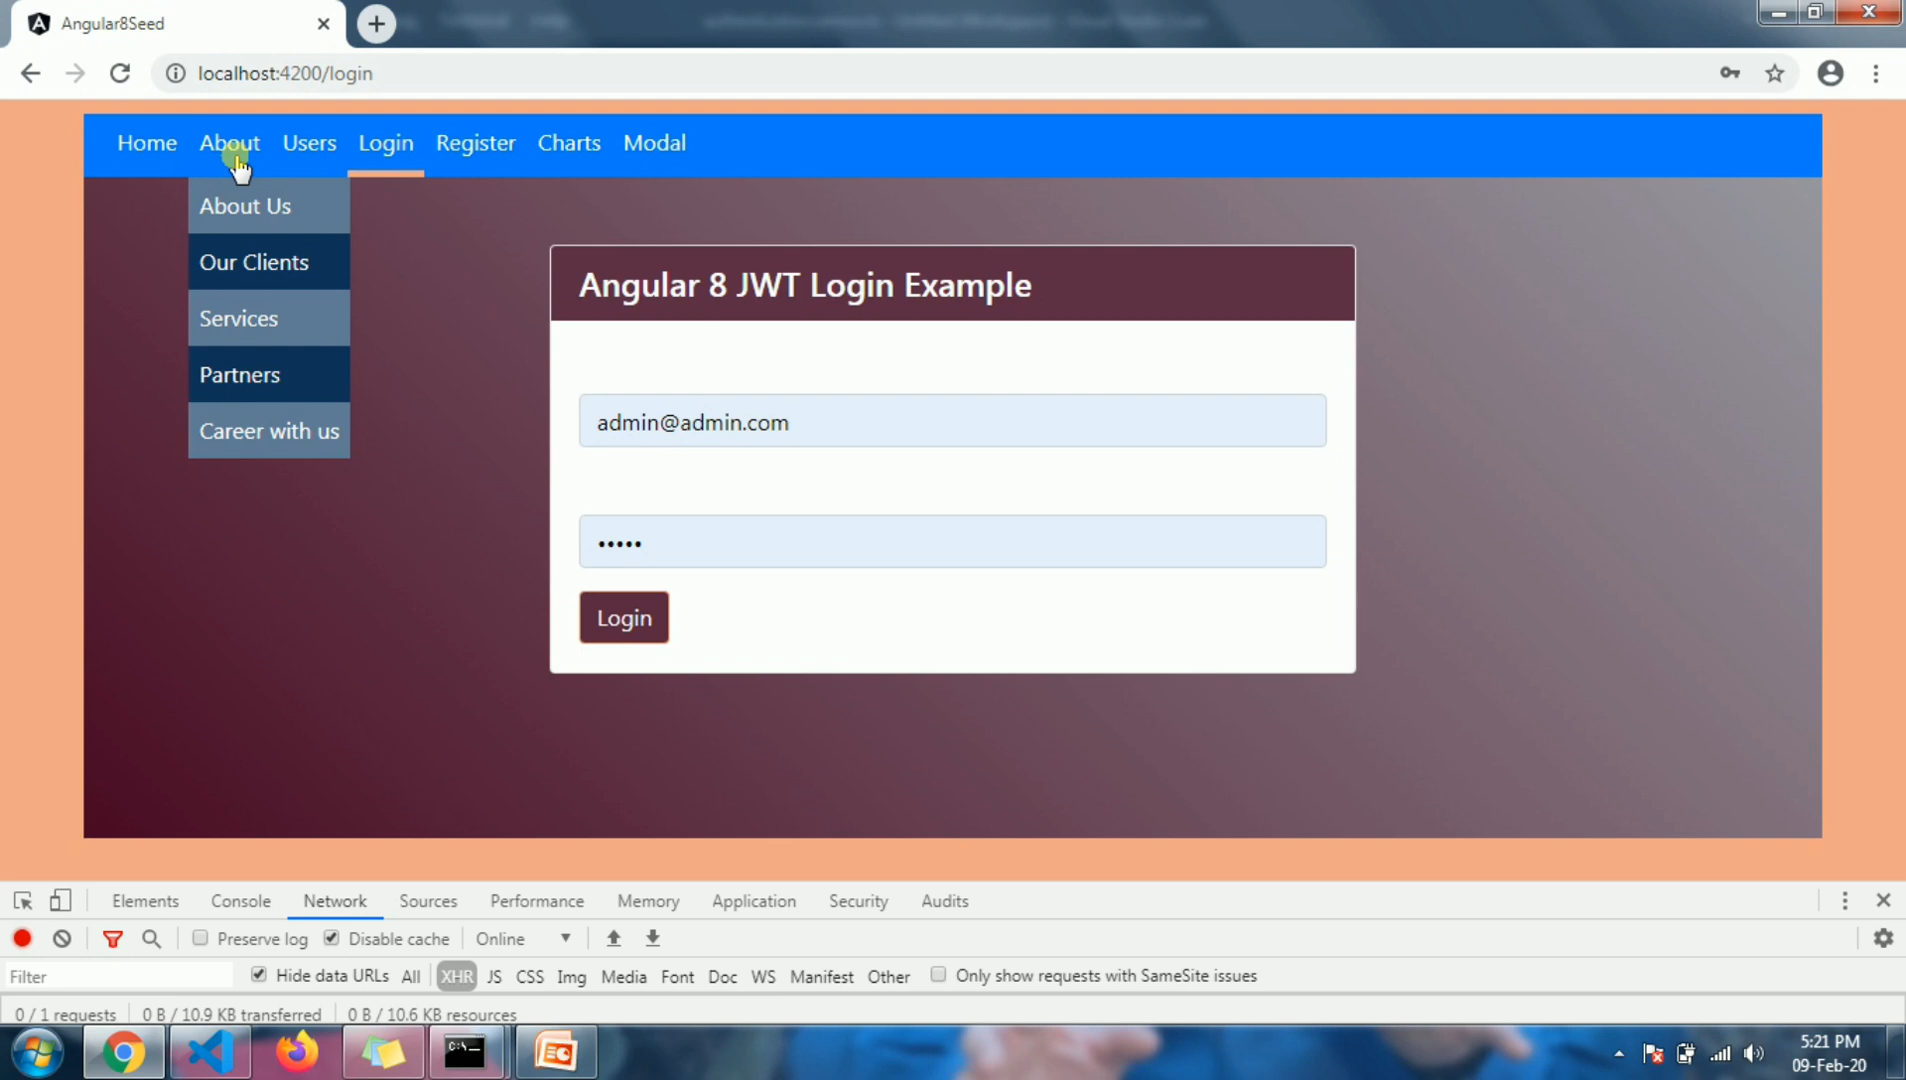 Angular8Seed
localhost:4200/login
Home About Users Login Register Charts Modal
About Us
Our Clients
Services
Partners
Career with us
Angular 8 JWT Login Example
admin@admin.com
•••••
Login
Elements Console Network Sources Performance Memory Application Security Audits
Preserve log Disable cache Online
Filter Hide data URLs All XHR JS CSS Img Media Font Doc WS Manifest Other Only show requests with SameSite issues
0 / 1 requests 0 B / 10.9 KB transferred 0 B / 10.6 KB resources
C:\
5:21 PM
09-Feb-20